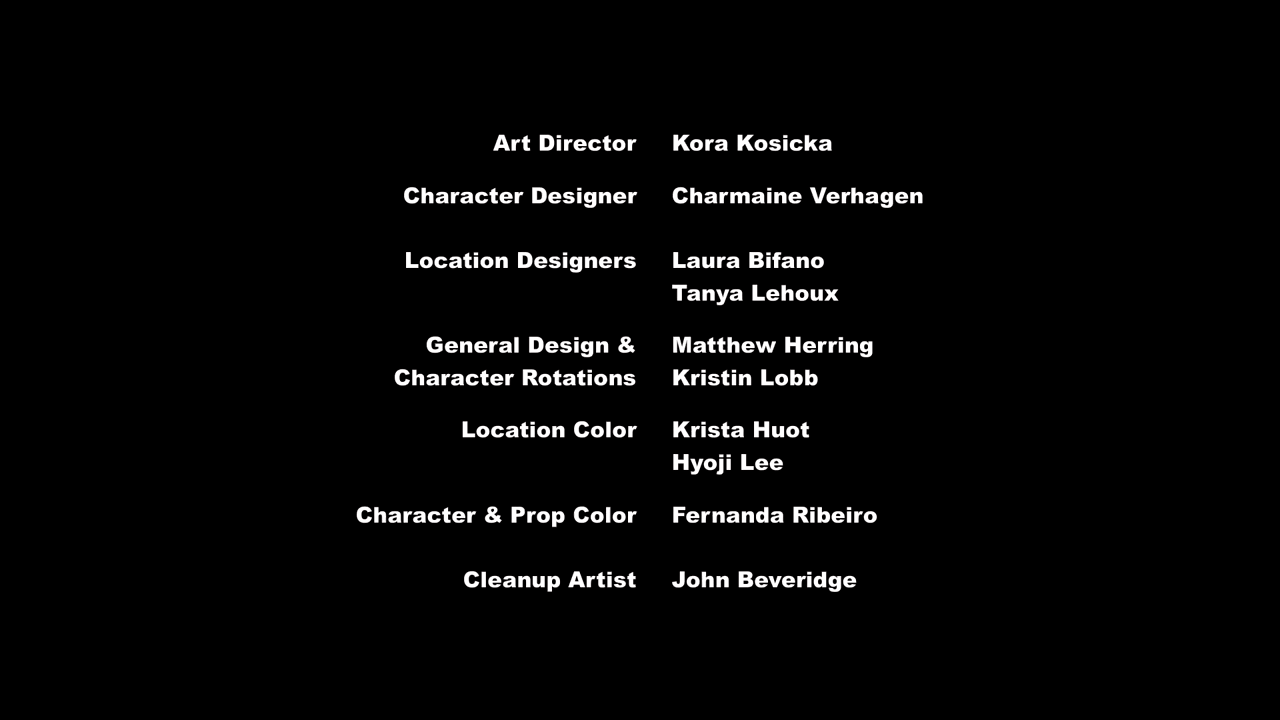 Art Director Kora Kosicka
Character Designer Charmaine Verhagen
Location Designers Laura Bifano
Tanya Lehoux
General Design & Matthew Herring
Character Rotations Kristin Lobb
Location Color Krista Huot
Hyoji Lee
Character & Prop Color Fernanda Ribeiro
Cleanup Artist John Beveridge